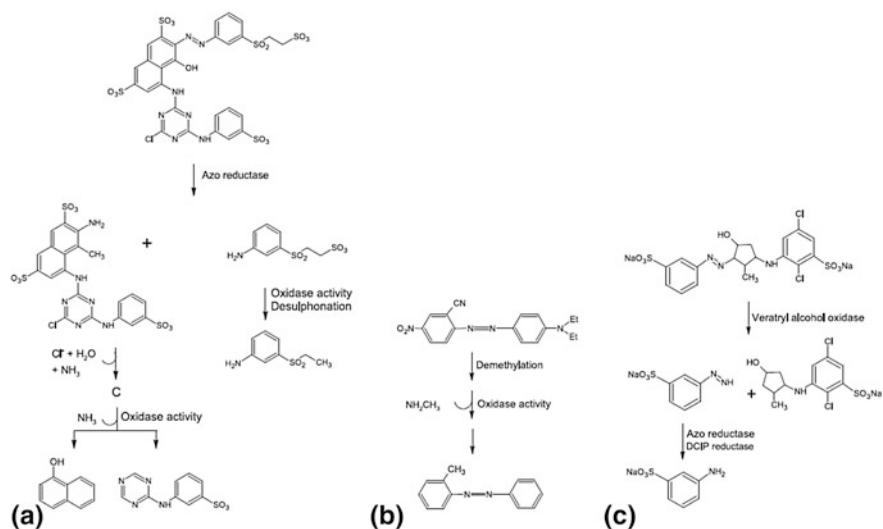 SO3
SO3
N=N
SO2
OH
O3S
NH
N
N
Cl
N
NH
SO3
Azo reductase
SO3
NH2
CH3
O3S
NH
N
N
Cl
N
NH
SO3
+
H2N
SO2
SO3
Oxidase activity
Desulphonation
H2N
SO2
CH3
Cl + H2O
+ NH3
C
NH3
Oxidase activity
OH
N
N
N
NH
SO3
(a)
CN
O2N
N=N
N
Et
Et
Demethylation
NH2CH3
Oxidase activity
CH3
N=N
(b)
HO
Cl
NaO3S
N=N
NH
CH3
Cl
SO3Na
Veratryl alcohol oxidase
NaO3S
N=NH
+
HO
Cl
NH
CH3
Cl
SO3Na
Azo reductase
DCIP reductase
NaO3S
NH2
(c)